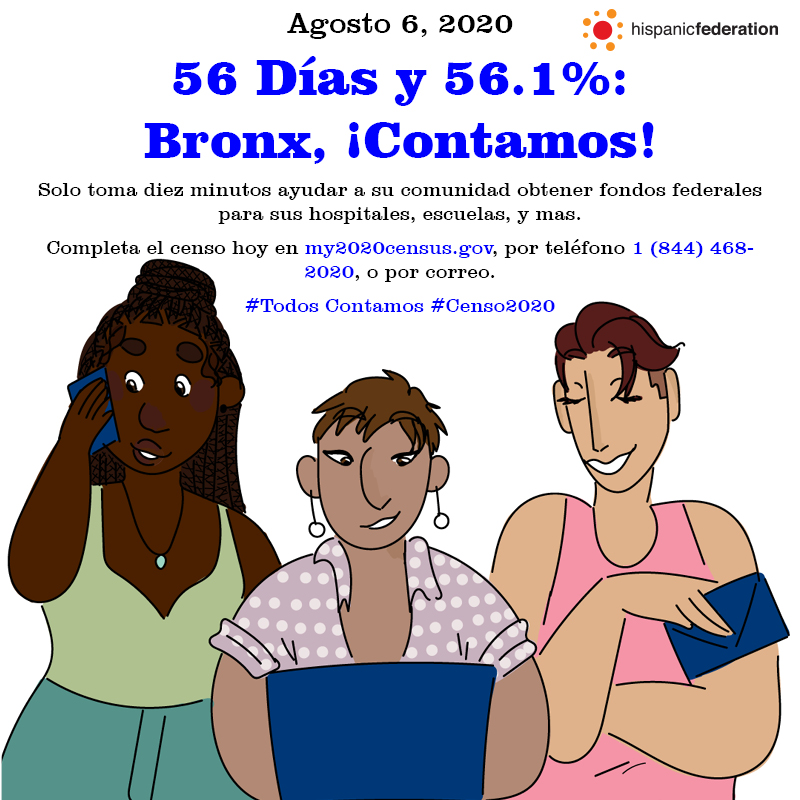 Agosto 6, 2020
hispanicfederation
56 Días y 56.1%:
Bronx, ¡Contamos!
Solo toma diez minutos ayudar a su comunidad obtener fondos federales
para sus hospitales, escuelas, y mas.
Completa el censo hoy en my2020census.gov, por teléfono 1 (844) 468-
2020, o por correo.
#Todos Contamos #Censo2020